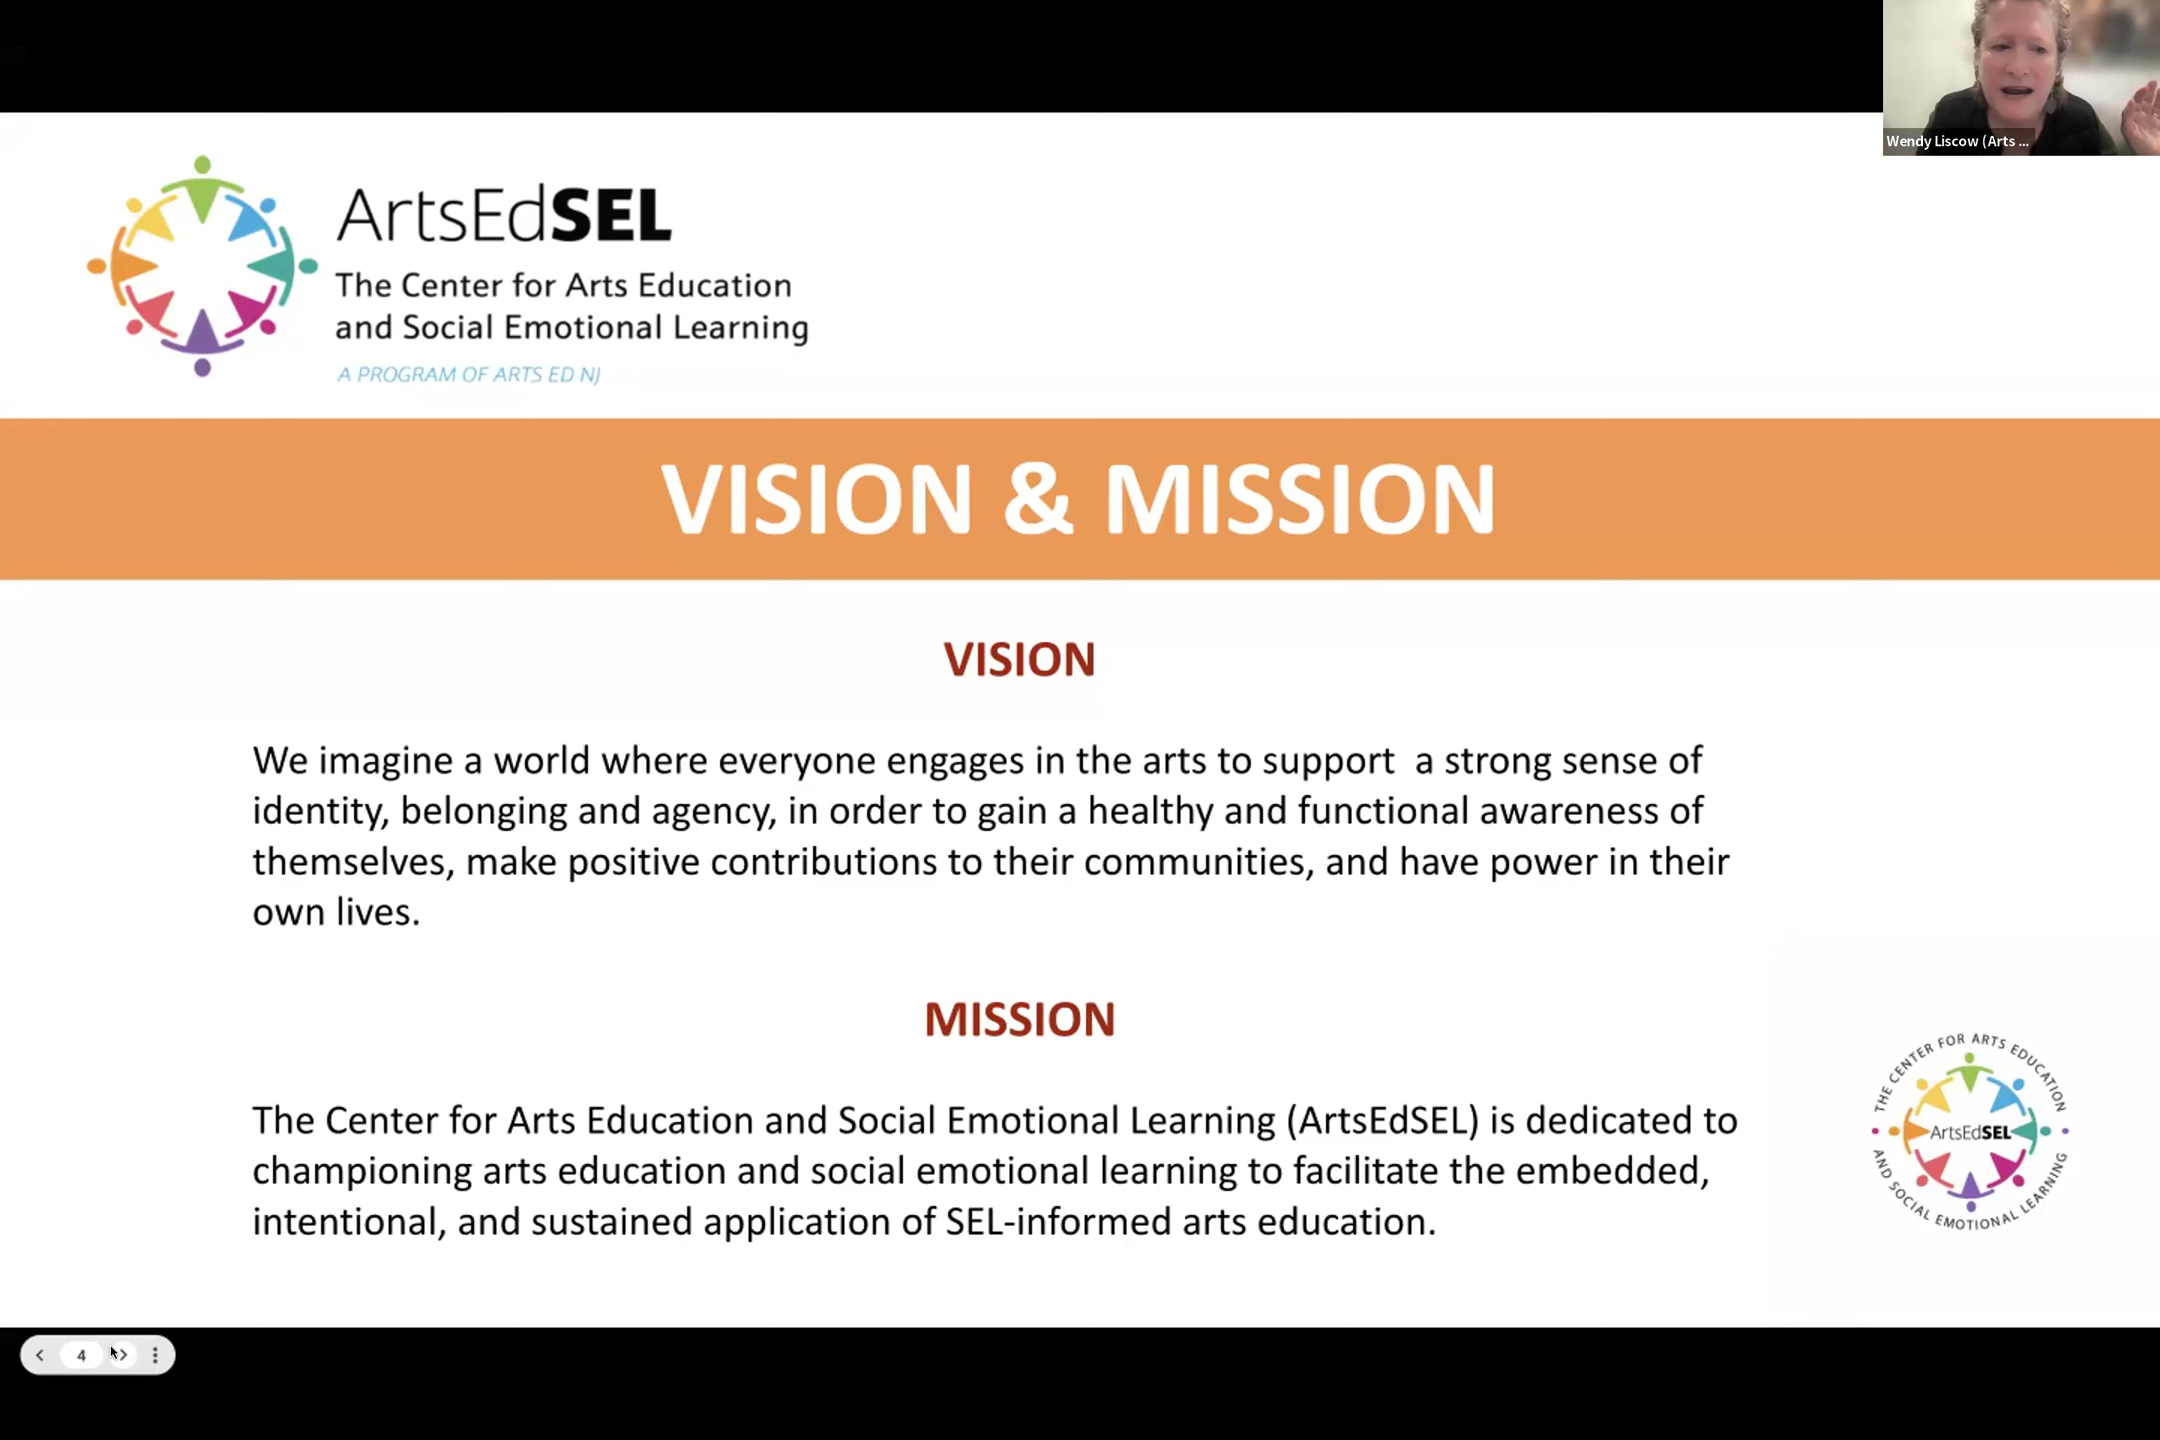 Wendy Liscow (Arts ...
ArtsEdSEL
The Center for Arts Education
and Social Emotional Learning
A PROGRAM OF ARTS ED NJ
VISION & MISSION
VISION
We imagine a world where everyone engages in the arts to support  a strong sense of
identity, belonging and agency, in order to gain a healthy and functional awareness of
themselves, make positive contributions to their communities, and have power in their
own lives.
MISSION
The Center for Arts Education and Social Emotional Learning (ArtsEdSEL) is dedicated to
championing arts education and social emotional learning to facilitate the embedded,
intentional, and sustained application of SEL-informed arts education.
THE CENTER FOR ARTS EDUCATION
ArtsEdSEL
AND SOCIAL EMOTIONAL LEARNING
4